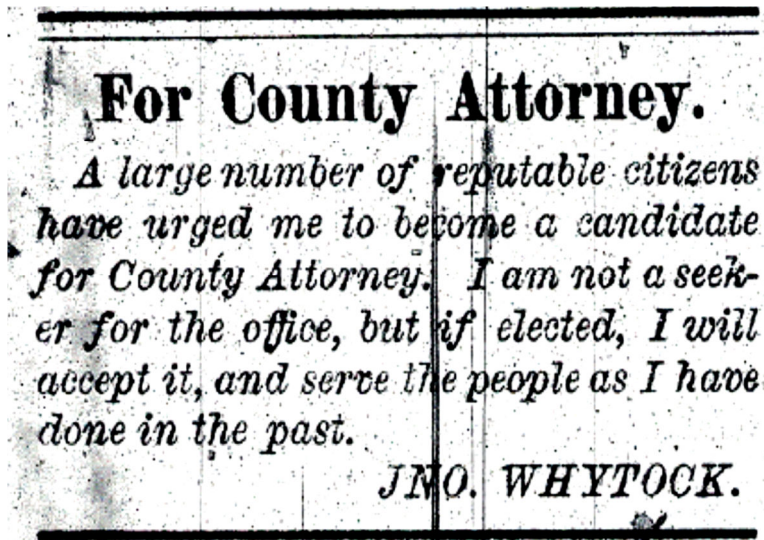 For County Attorney.
A large number of reputable citizens
have urged me to become a candidate
for County Attorney. I am not a seek-
er for the office, but if elected, I will
accept it, and serve the people as I have
done in the past.
JNO. WHYTOCK.